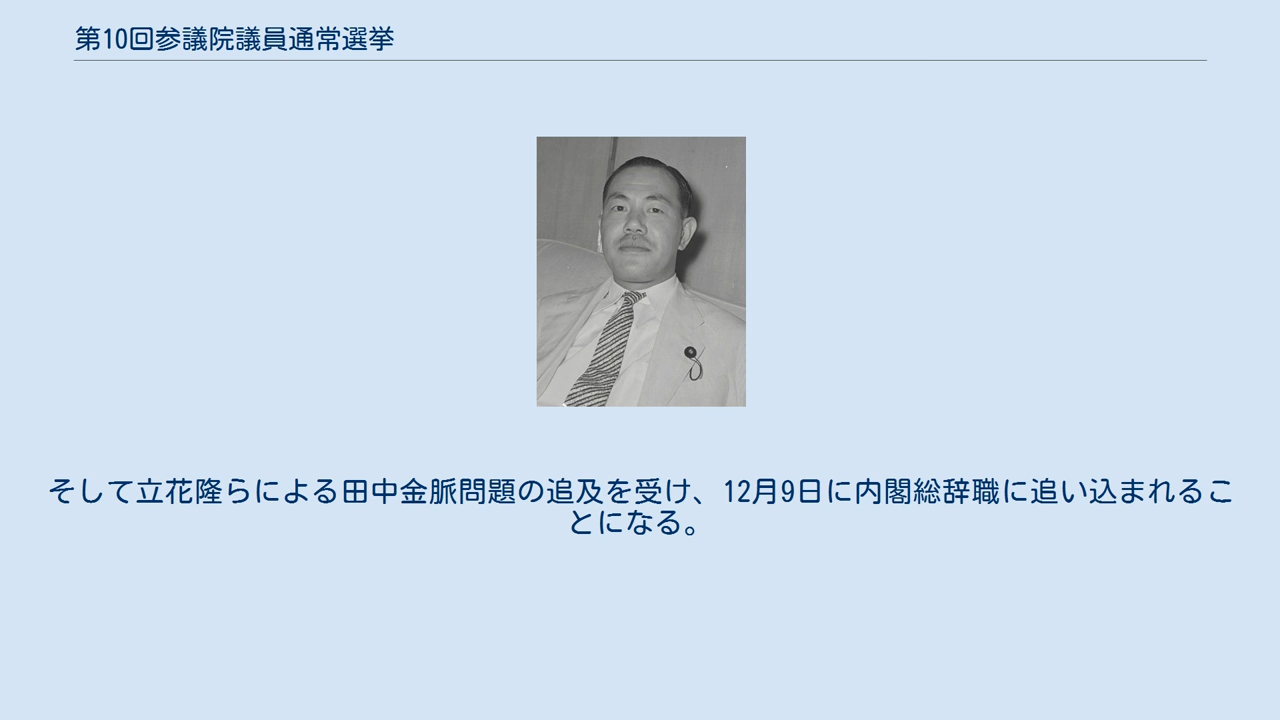 第10回参議院議員通常選挙
そして立花隆らによる田中金脈問題の追及を受け、12月9日に内閣総辞職に追い込まれるこ
とになる。